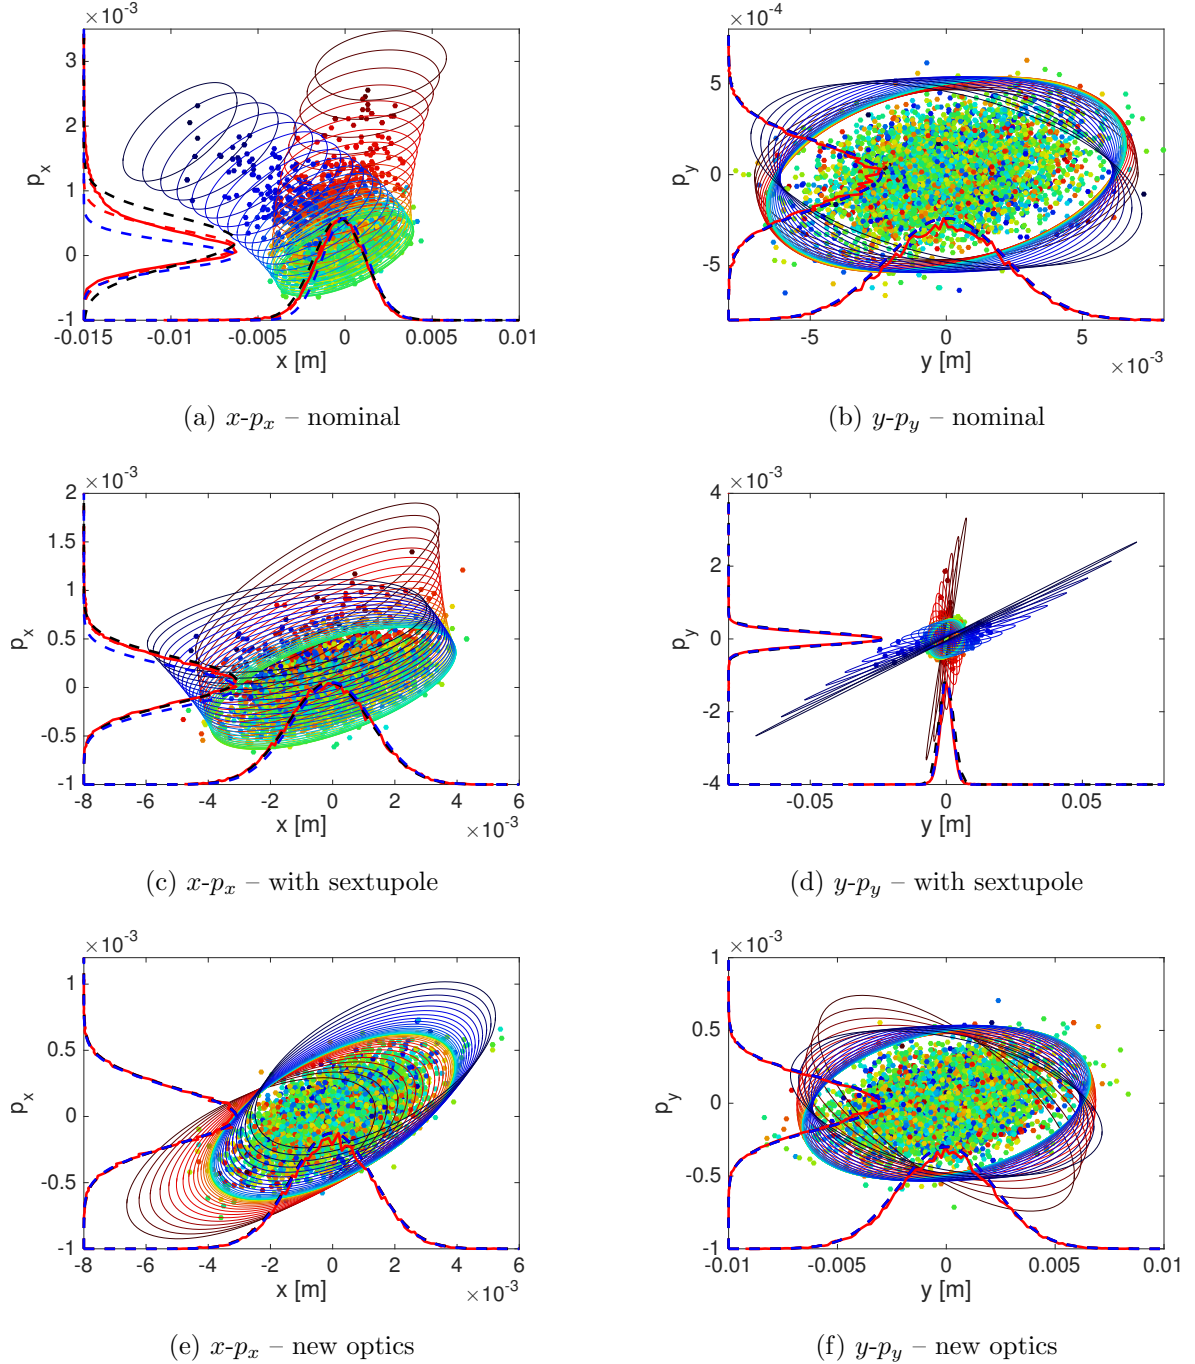 ×10⁻³
3
2
1
0
-1
pₓ
-0.015 -0.01 -0.005 0 0.005 0.01
x [m]
(a) x-pₓ – nominal
×10⁻⁴
5
0
-5
p_y
-5 0 5
×10⁻³
y [m]
(b) y-p_y – nominal
×10⁻³
2
1.5
1
0.5
0
-0.5
-1
pₓ
-8 -6 -4 -2 0 2 4 6
×10⁻³
x [m]
(c) x-pₓ – with sextupole
×10⁻³
4
2
0
-2
-4
p_y
-0.05 0 0.05
y [m]
(d) y-p_y – with sextupole
×10⁻³
1
0.5
0
-0.5
-1
pₓ
-8 -6 -4 -2 0 2 4 6
×10⁻³
x [m]
(e) x-pₓ – new optics
×10⁻³
1
0.5
0
-0.5
-1
p_y
-0.01 -0.005 0 0.005 0.01
y [m]
(f) y-p_y – new optics